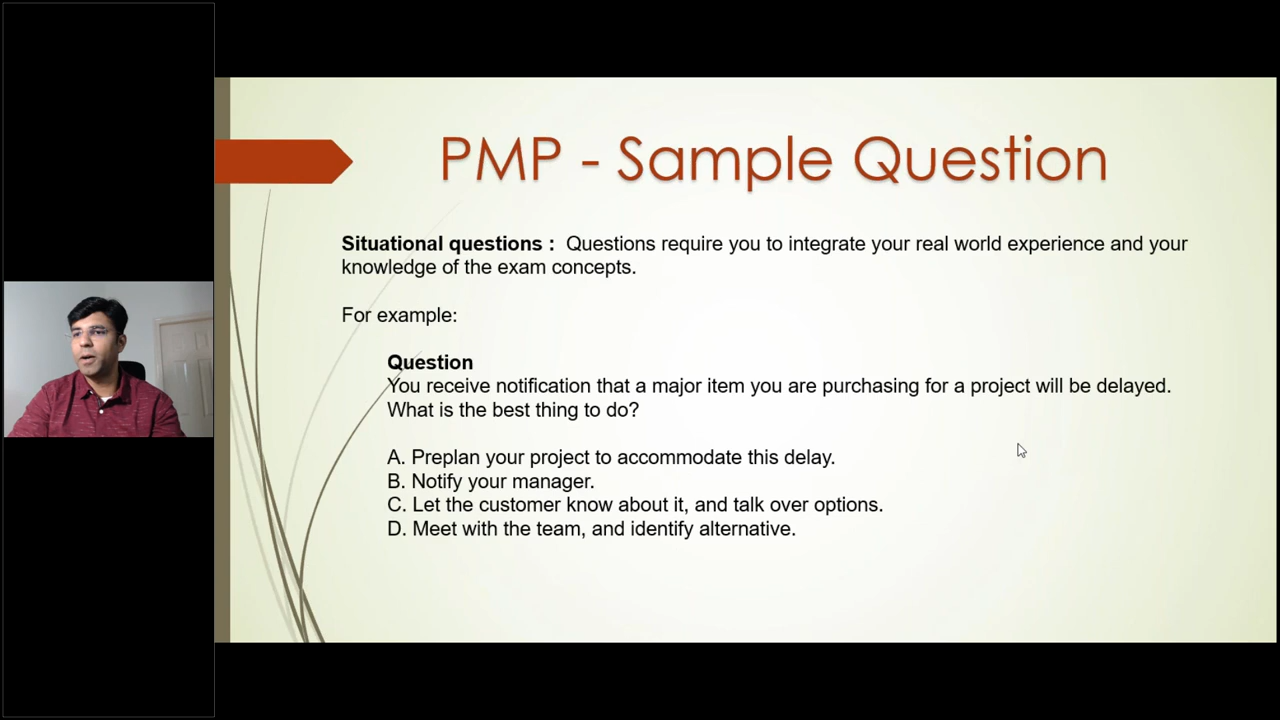 PMP - Sample Question
Situational questions : Questions require you to integrate your real world experience and your
knowledge of the exam concepts.
For example:
Question
You receive notification that a major item you are purchasing for a project will be delayed.
What is the best thing to do?
A. Preplan your project to accommodate this delay.
B. Notify your manager.
C. Let the customer know about it, and talk over options.
D. Meet with the team, and identify alternative.